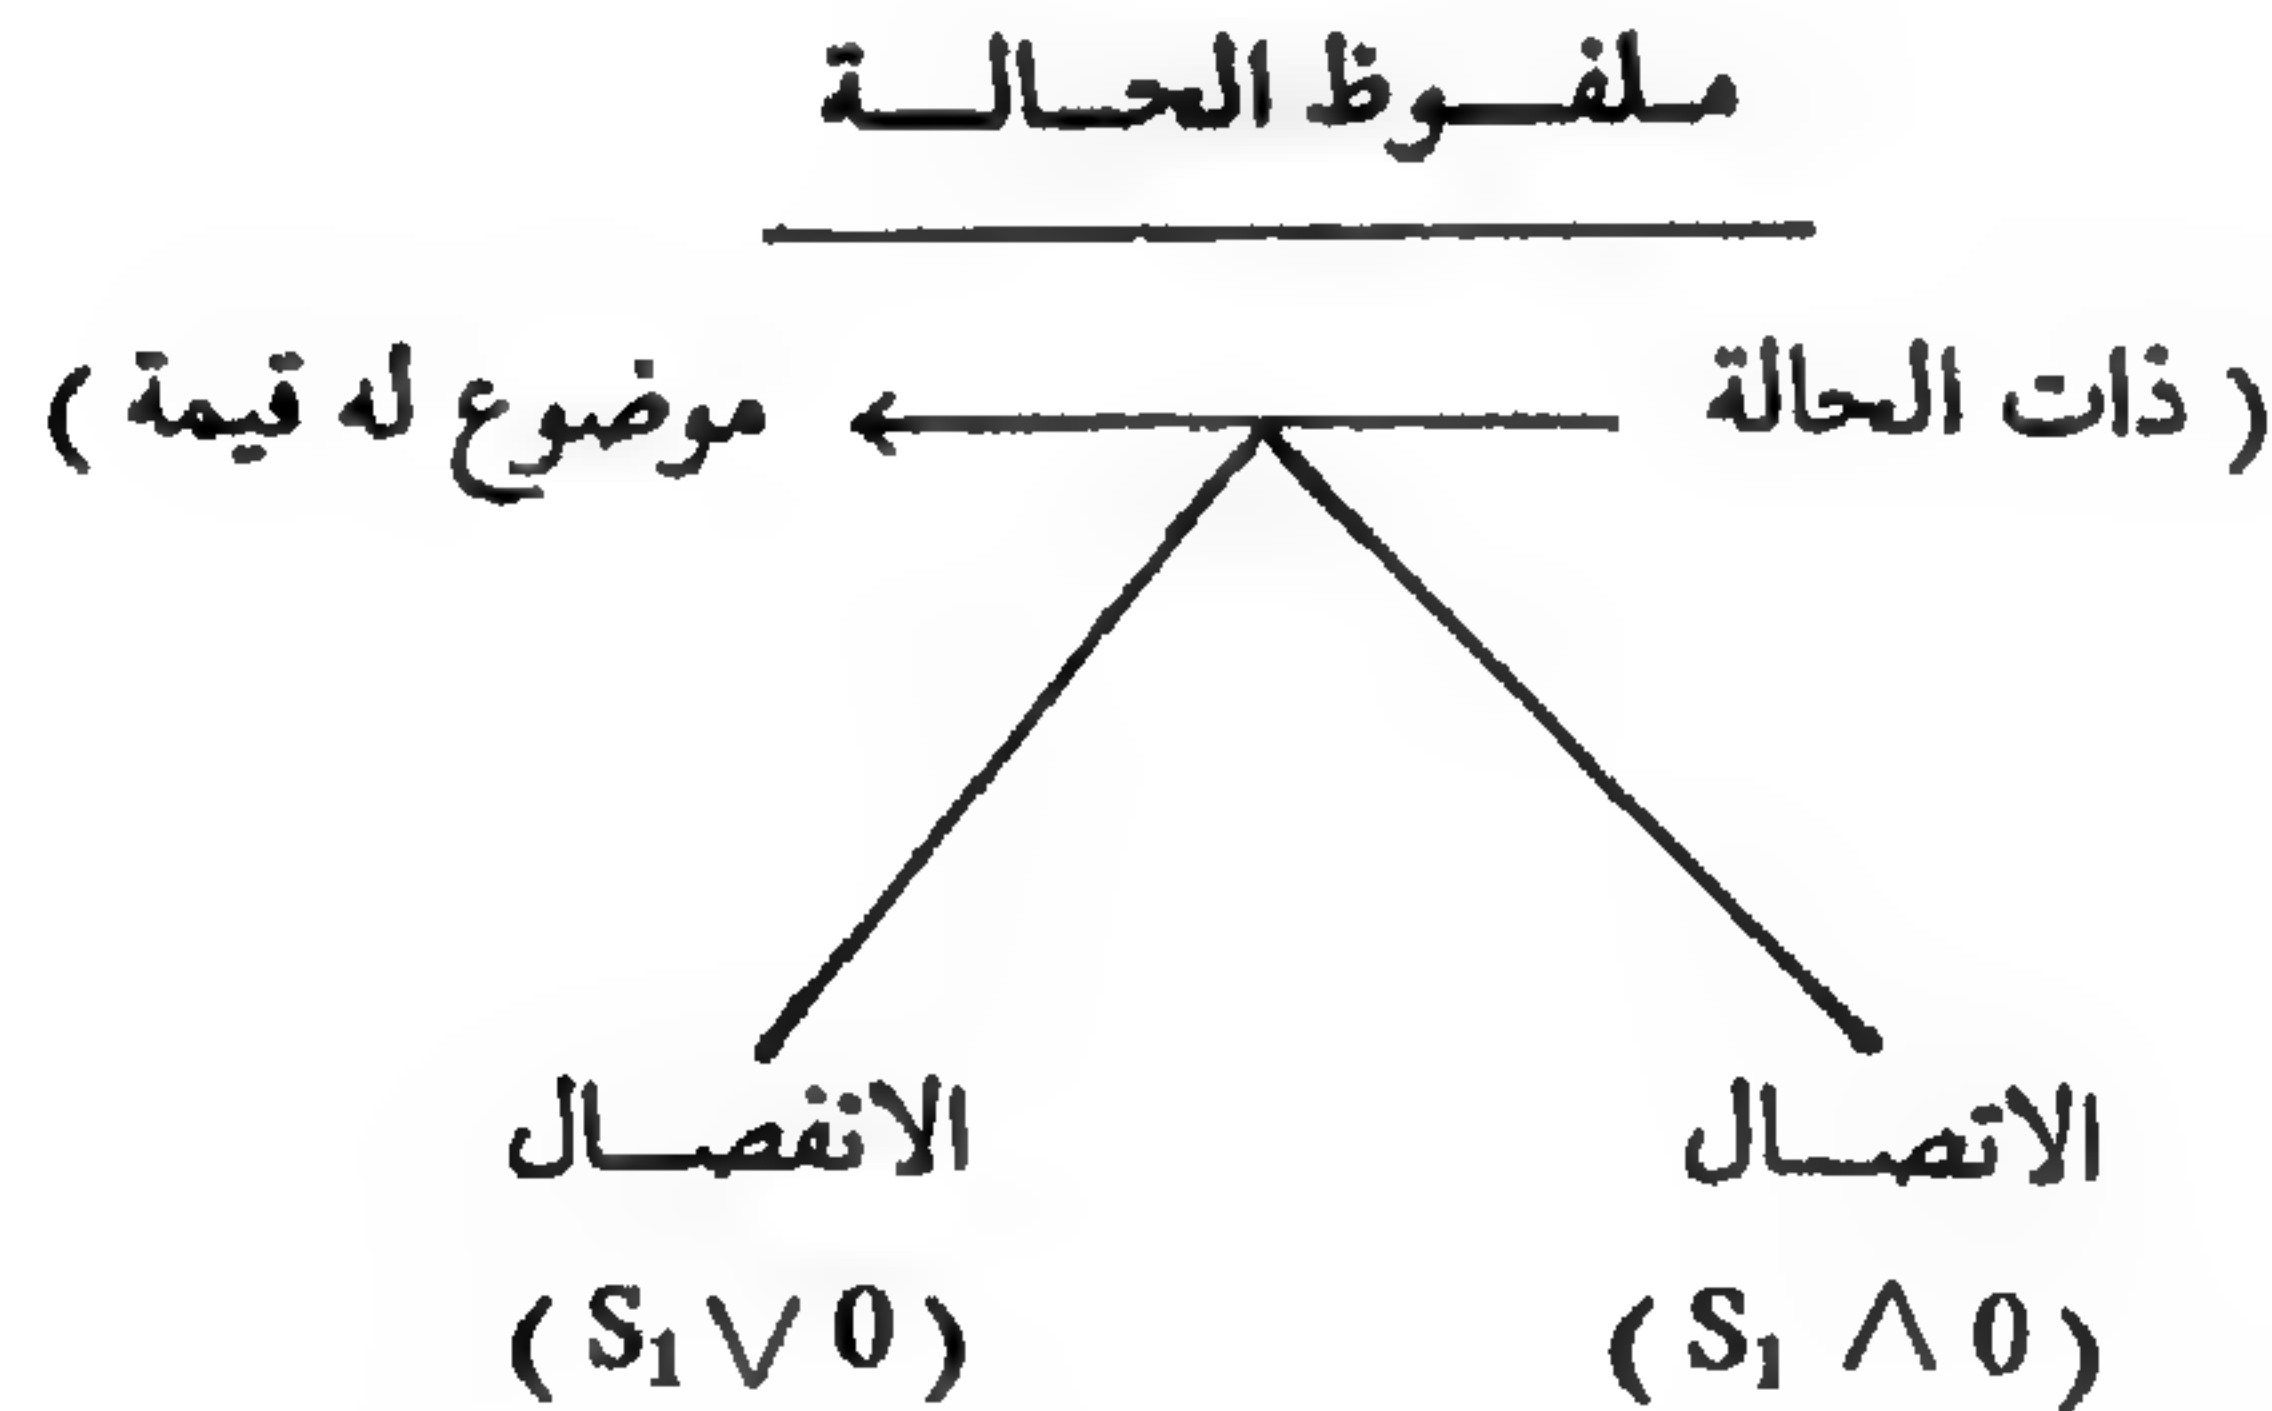 ملفوظ الحالة
( ذات الحالة ← موضوع له قيمة )
الاتصال الانفصال
( S₁ ∧ 0 ) ( S₁ ∨ 0 )